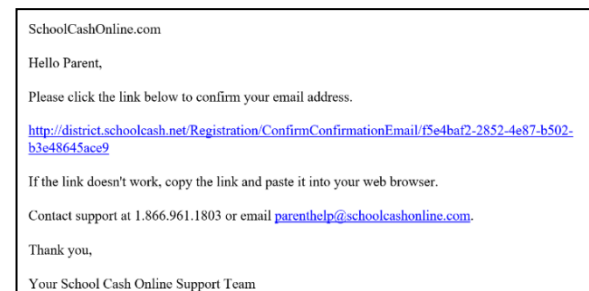 SchoolCashOnline.com
Hello Parent,
Please click the link below to confirm your email address.
http://district.schoolcash.net/Registration/ConfirmConfirmationEmail/f5e4baf2-2852-4e87-b502-
b3e48645ace9
If the link doesn't work, copy the link and paste it into your web browser.
Contact support at 1.866.961.1803 or email parenthelp@schoolcashonline.com.
Thank you,
Your School Cash Online Support Team